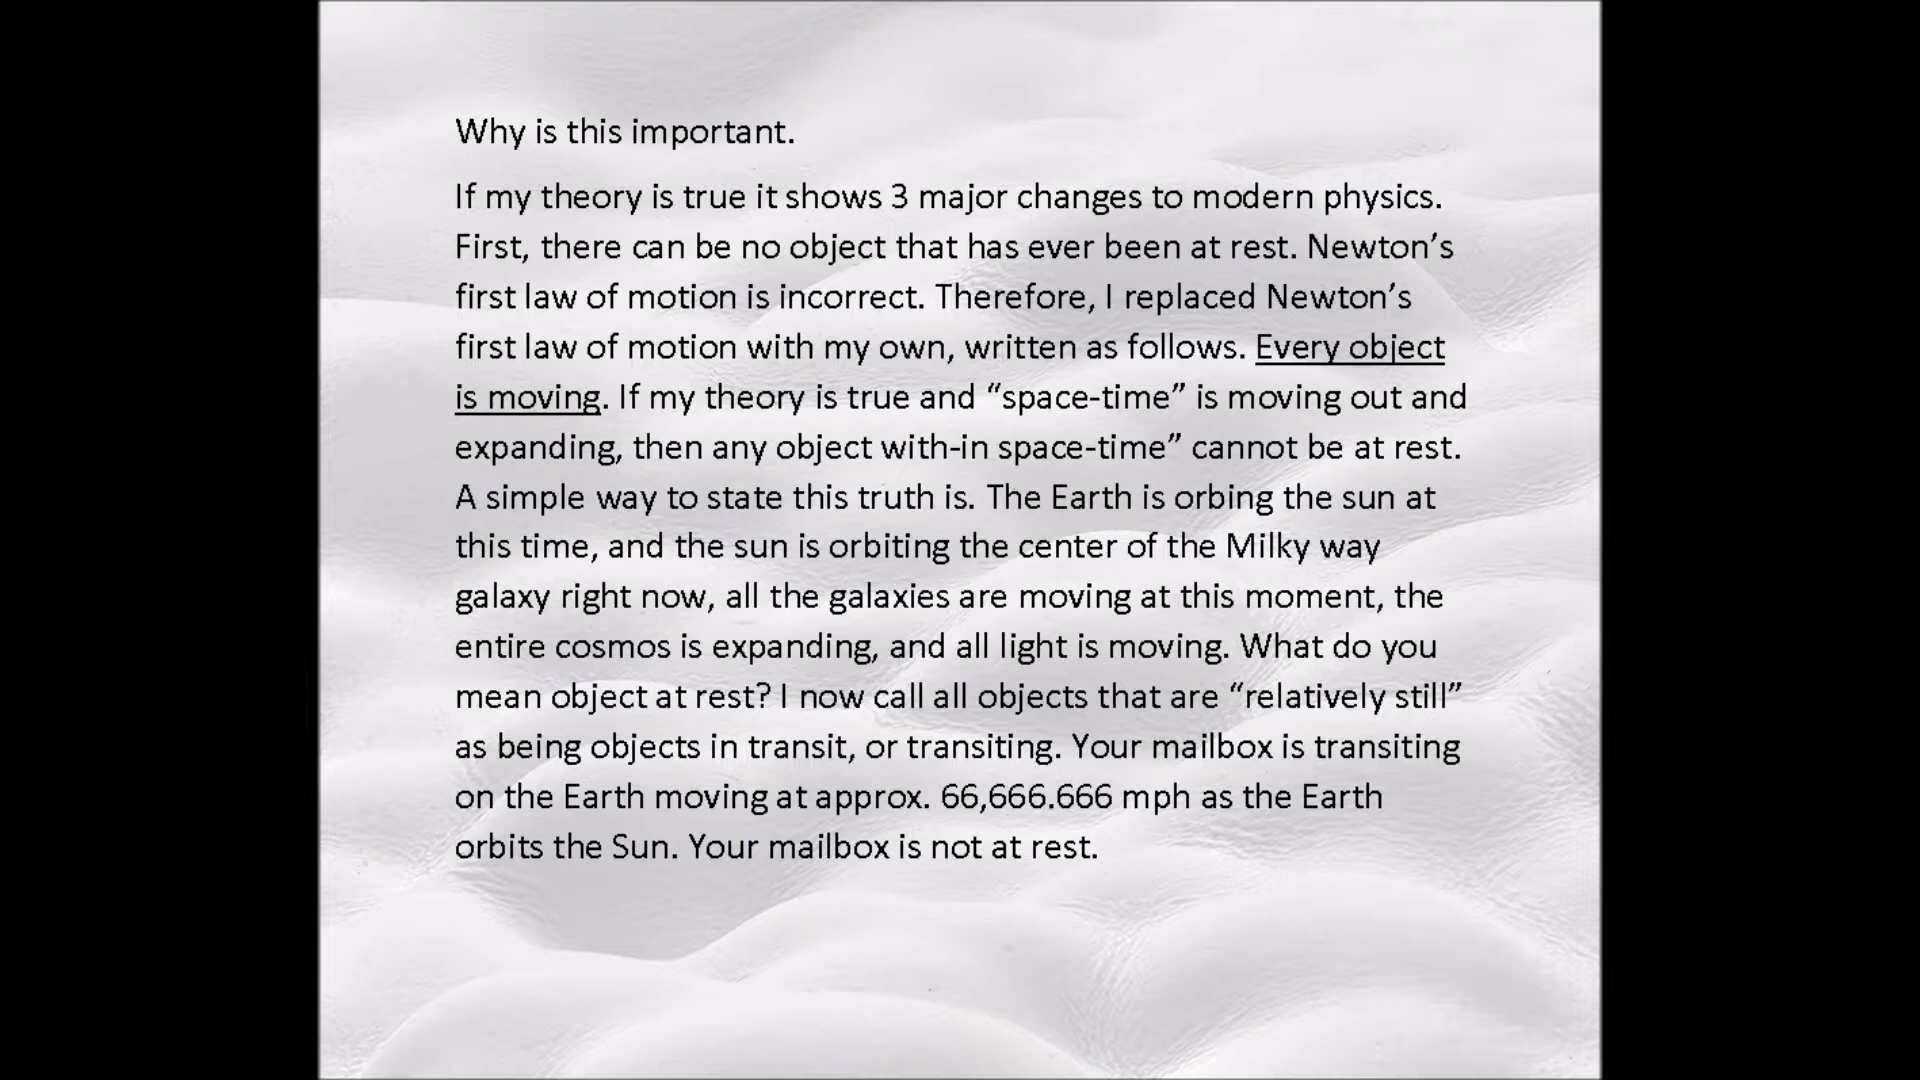 Why is this important.
If my theory is true it shows 3 major changes to modern physics.
First, there can be no object that has ever been at rest. Newton’s
first law of motion is incorrect. Therefore, I replaced Newton’s
first law of motion with my own, written as follows. Every object
is moving. If my theory is true and “space-time” is moving out and
expanding, then any object with-in space-time” cannot be at rest.
A simple way to state this truth is. The Earth is orbing the sun at
this time, and the sun is orbiting the center of the Milky way
galaxy right now, all the galaxies are moving at this moment, the
entire cosmos is expanding, and all light is moving. What do you
mean object at rest? I now call all objects that are “relatively still”
as being objects in transit, or transiting. Your mailbox is transiting
on the Earth moving at approx. 66,666.666 mph as the Earth
orbits the Sun. Your mailbox is not at rest.